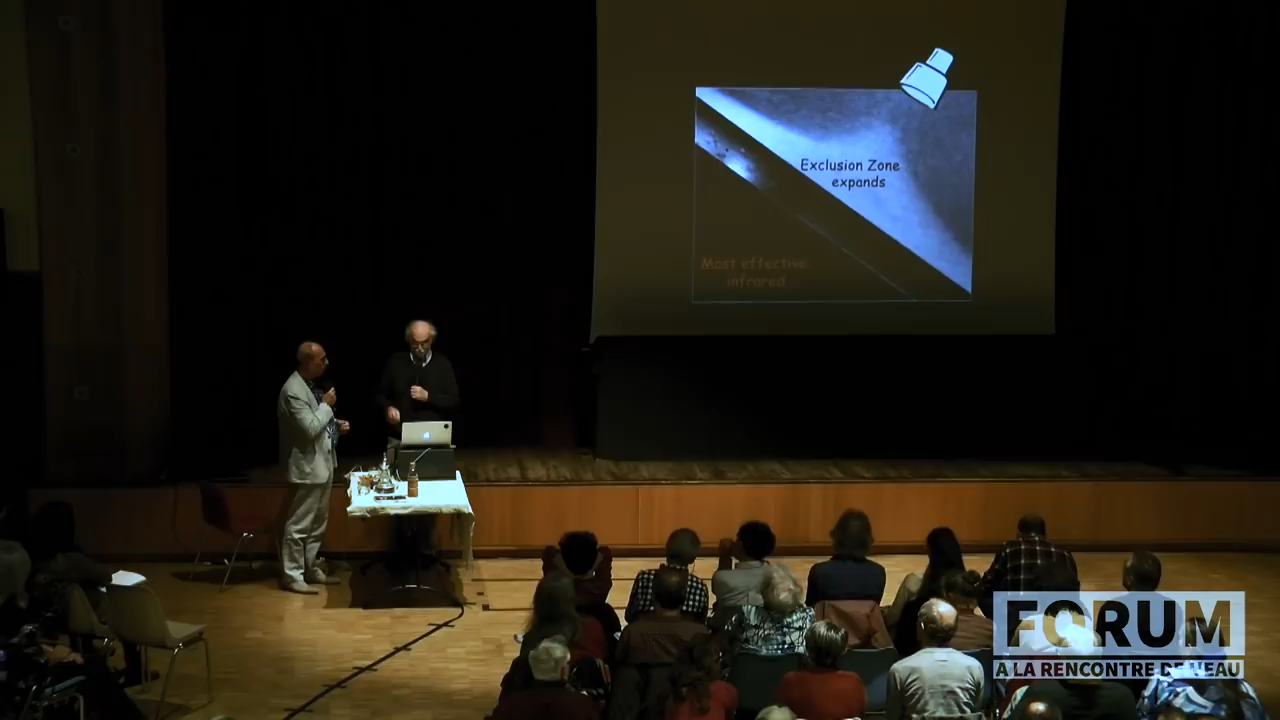 Exclusion Zone
expands
Most effective:
infrared
FORUM
A LA RENCONTRE DE L'EAU